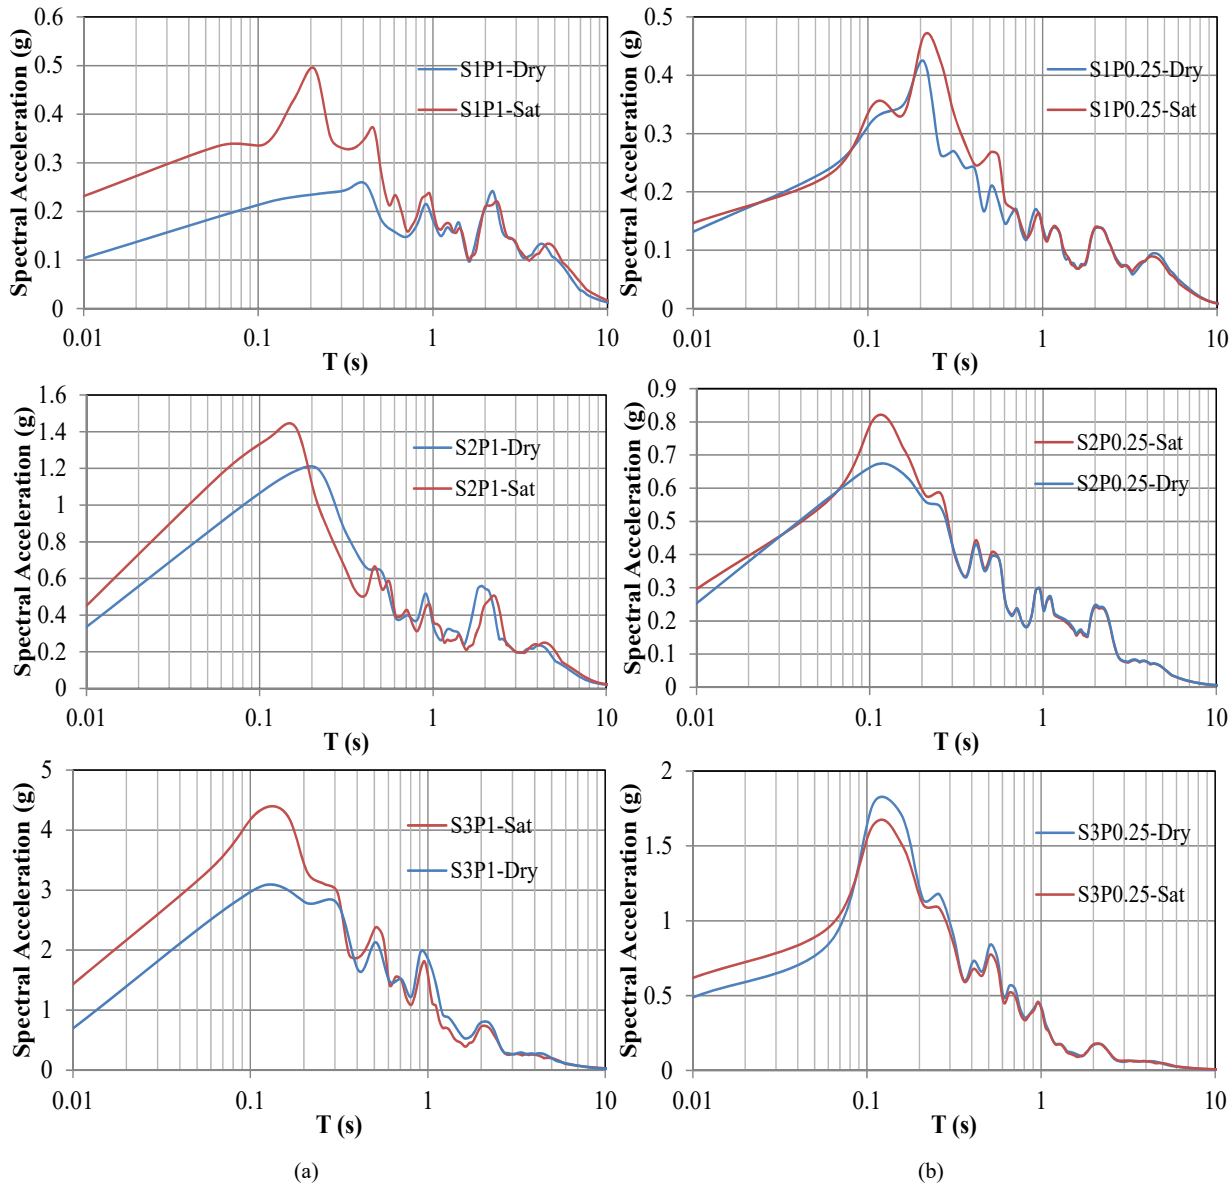 Spectral Acceleration (g)
0.6
0.5
0.4
0.3
0.2
0.1
0
S1P1-Dry
S1P1-Sat
0.01
0.1
1
10
T (s)
Spectral Acceleration (g)
0.5
0.4
0.3
0.2
0.1
0
S1P0.25-Dry
S1P0.25-Sat
0.01
0.1
1
10
T (s)
Spectral Acceleration (g)
1.6
1.4
1.2
1
0.8
0.6
0.4
0.2
0
S2P1-Dry
S2P1-Sat
0.01
0.1
1
10
T (s)
Spectral Acceleration (g)
0.9
0.8
0.7
0.6
0.5
0.4
0.3
0.2
0.1
0
S2P0.25-Sat
S2P0.25-Dry
0.01
0.1
1
10
T (s)
Spectral Acceleration (g)
5
4
3
2
1
0
S3P1-Sat
S3P1-Dry
0.01
0.1
1
10
T (s)
Spectral Acceleration (g)
2
1.5
1
0.5
0
S3P0.25-Dry
S3P0.25-Sat
0.01
0.1
1
10
T (s)
(a)
(b)